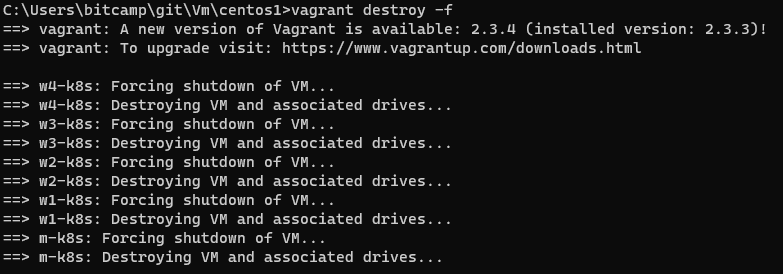 C:\Users\bitcamp\git\Vm\centos1>vagrant destroy -f
==> vagrant: A new version of Vagrant is available: 2.3.4 (installed version: 2.3.3)!
==> vagrant: To upgrade visit: https://www.vagrantup.com/downloads.html
==> w4-k8s: Forcing shutdown of VM...
==> w4-k8s: Destroying VM and associated drives...
==> w3-k8s: Forcing shutdown of VM...
==> w3-k8s: Destroying VM and associated drives...
==> w2-k8s: Forcing shutdown of VM...
==> w2-k8s: Destroying VM and associated drives...
==> w1-k8s: Forcing shutdown of VM...
==> w1-k8s: Destroying VM and associated drives...
==> m-k8s: Forcing shutdown of VM...
==> m-k8s: Destroying VM and associated drives...